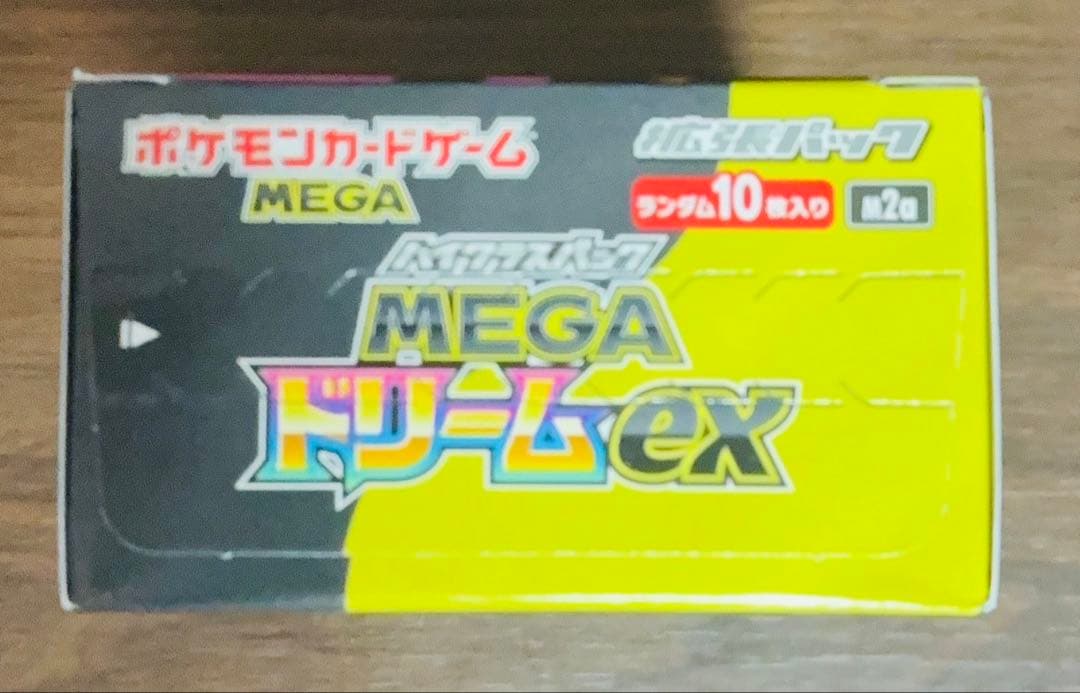 ポケモンカードゲーム
MEGA
拡張パック
ランダム10枚入り
M2a
ハイクラスパック
MEGA
ドリームex